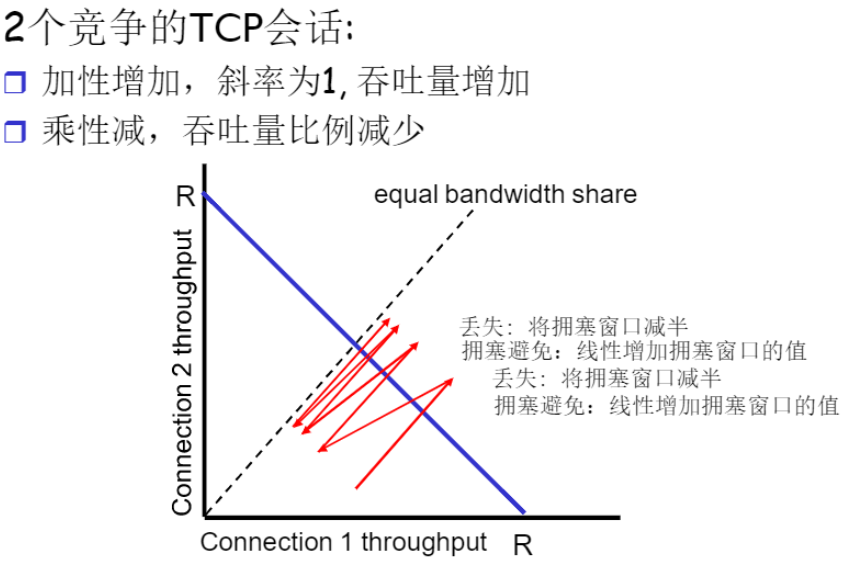 2个竞争的TCP会话:
加性增加，斜率为1, 吞吐量增加
乘性减，吞吐量比例减少
R
equal bandwidth share
Connection 2 throughput
丢失: 将拥塞窗口减半
拥塞避免: 线性增加拥塞窗口的值
丢失: 将拥塞窗口减半
拥塞避免: 线性增加拥塞窗口的值
Connection 1 throughput
R